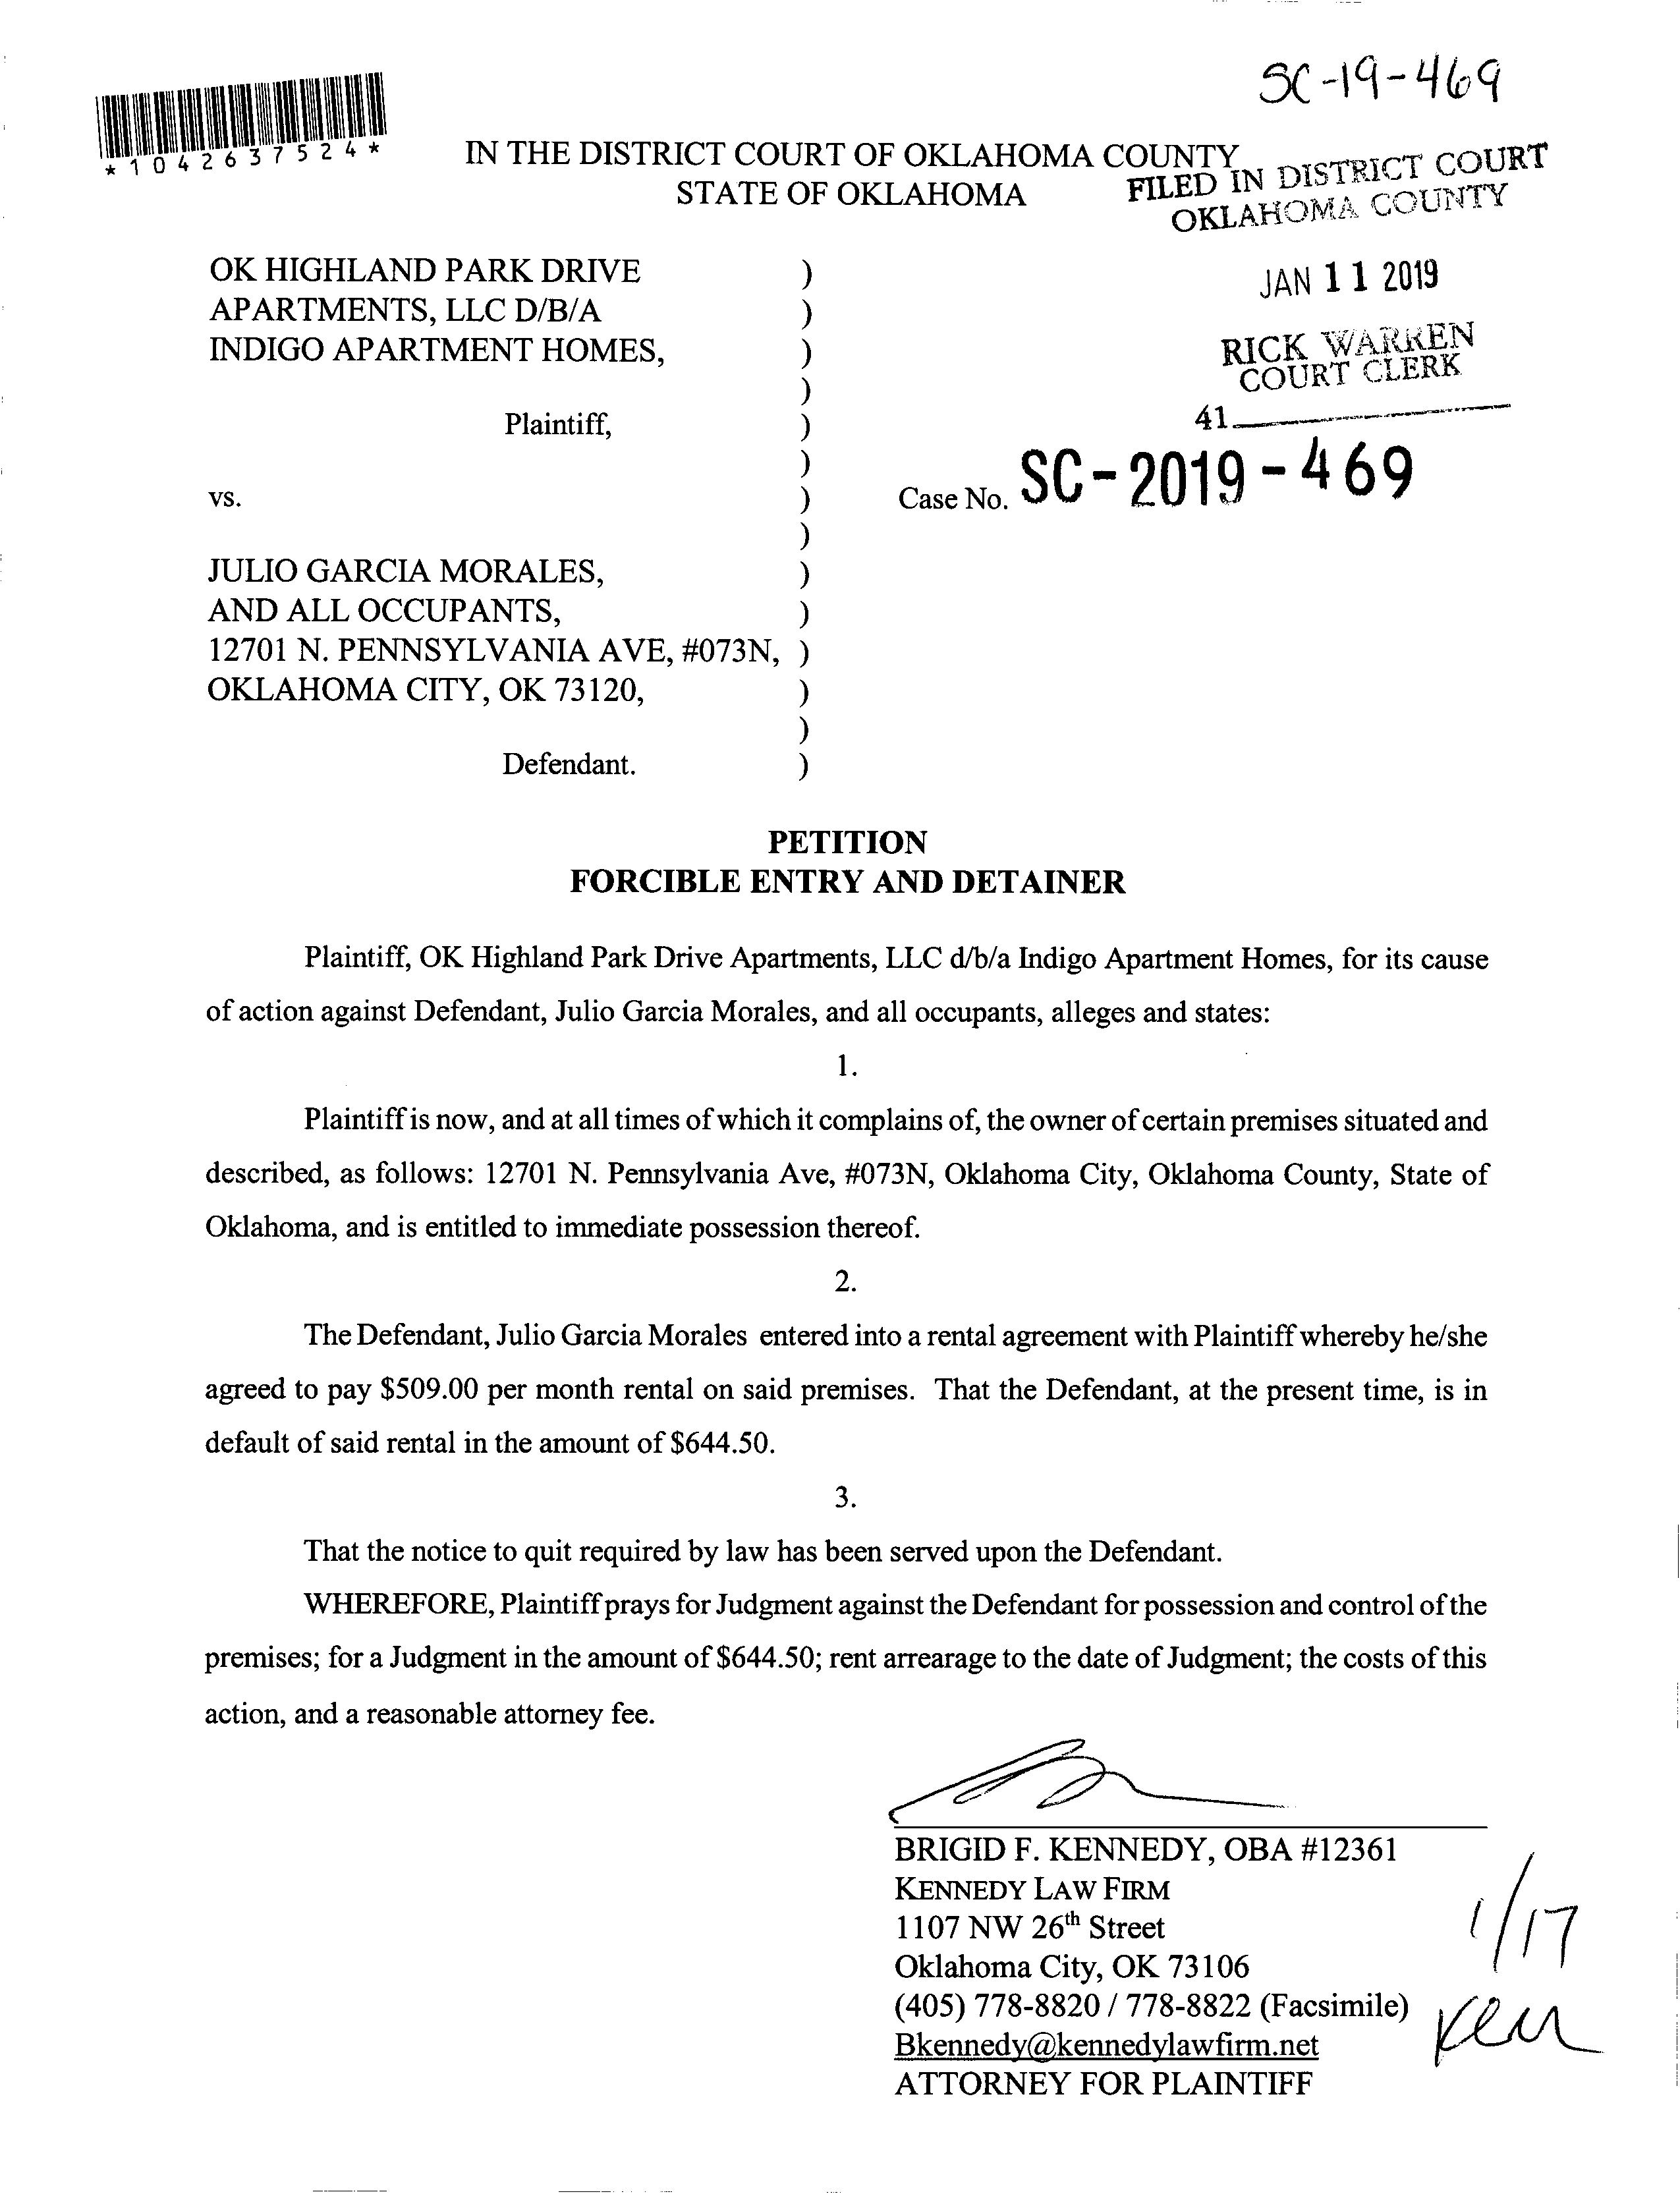 SC-19-469
*1042637524*
IN THE DISTRICT COURT OF OKLAHOMA COUNTY
STATE OF OKLAHOMA
FILED IN DISTRICT COURT
OKLAHOMA COUNTY
JAN 11 2019
RICK WARREN
COURT CLERK
41
OK HIGHLAND PARK DRIVE )
APARTMENTS, LLC D/B/A )
INDIGO APARTMENT HOMES, )
)
Plaintiff, )
)
vs. ) Case No. SC-2019-469
)
JULIO GARCIA MORALES, )
AND ALL OCCUPANTS, )
12701 N. PENNSYLVANIA AVE, #073N, )
OKLAHOMA CITY, OK 73120, )
)
Defendant. )
PETITION
FORCIBLE ENTRY AND DETAINER
Plaintiff, OK Highland Park Drive Apartments, LLC d/b/a Indigo Apartment Homes, for its cause
of action against Defendant, Julio Garcia Morales, and all occupants, alleges and states:
1.
Plaintiff is now, and at all times of which it complains of, the owner of certain premises situated and
described, as follows: 12701 N. Pennsylvania Ave, #073N, Oklahoma City, Oklahoma County, State of
Oklahoma, and is entitled to immediate possession thereof.
2.
The Defendant, Julio Garcia Morales entered into a rental agreement with Plaintiff whereby he/she
agreed to pay $509.00 per month rental on said premises. That the Defendant, at the present time, is in
default of said rental in the amount of $644.50.
3.
That the notice to quit required by law has been served upon the Defendant.
WHEREFORE, Plaintiff prays for Judgment against the Defendant for possession and control of the
premises; for a Judgment in the amount of $644.50; rent arrearage to the date of Judgment; the costs of this
action, and a reasonable attorney fee.
BRIGID F. KENNEDY, OBA #12361
KENNEDY LAW FIRM
1107 NW 26th Street
Oklahoma City, OK 73106
(405) 778-8820 / 778-8822 (Facsimile)
Bkennedy@kennedylawfirm.net
ATTORNEY FOR PLAINTIFF
1/17